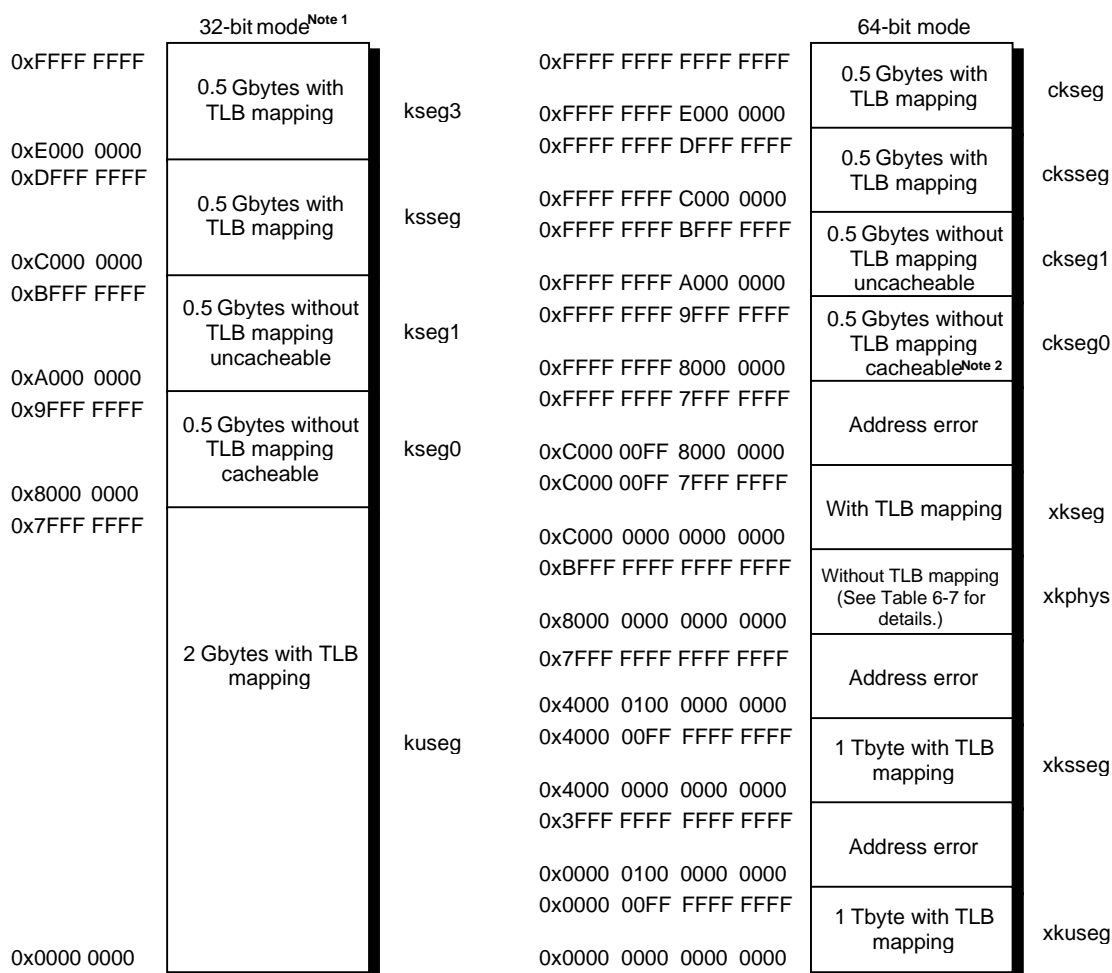 32-bit mode Note 1
0xFFFF FFFF
0.5 Gbytes with
TLB mapping
kseg3
0xE000 0000
0xDFFF FFFF
0.5 Gbytes with
TLB mapping
ksseg
0xC000 0000
0xBFFF FFFF
0.5 Gbytes without
TLB mapping
uncacheable
kseg1
0xA000 0000
0x9FFF FFFF
0.5 Gbytes without
TLB mapping
cacheable
kseg0
0x8000 0000
0x7FFF FFFF
2 Gbytes with TLB
mapping
kuseg
0x0000 0000
64-bit mode
0xFFFF FFFF FFFF FFFF
0.5 Gbytes with
TLB mapping
ckseg
0xFFFF FFFF E000 0000
0xFFFF FFFF DFFF FFFF
0.5 Gbytes with
TLB mapping
cksseg
0xFFFF FFFF C000 0000
0xFFFF FFFF BFFF FFFF
0.5 Gbytes without
TLB mapping
uncacheable
ckseg1
0xFFFF FFFF A000 0000
0xFFFF FFFF 9FFF FFFF
0.5 Gbytes without
TLB mapping
cacheable Note 2
ckseg0
0xFFFF FFFF 8000 0000
0xFFFF FFFF 7FFF FFFF
Address error
0xC000 00FF 8000 0000
0xC000 00FF 7FFF FFFF
With TLB mapping
xkseg
0xC000 0000 0000 0000
0xBFFF FFFF FFFF FFFF
Without TLB mapping
(See Table 6-7 for
details.)
xkphys
0x8000 0000 0000 0000
0x7FFF FFFF FFFF FFFF
Address error
0x4000 0100 0000 0000
0x4000 00FF FFFF FFFF
1 Tbyte with TLB
mapping
xksseg
0x4000 0000 0000 0000
0x3FFF FFFF FFFF FFFF
Address error
0x0000 0100 0000 0000
0x0000 00FF FFFF FFFF
1 Tbyte with TLB
mapping
xkuseg
0x0000 0000 0000 0000